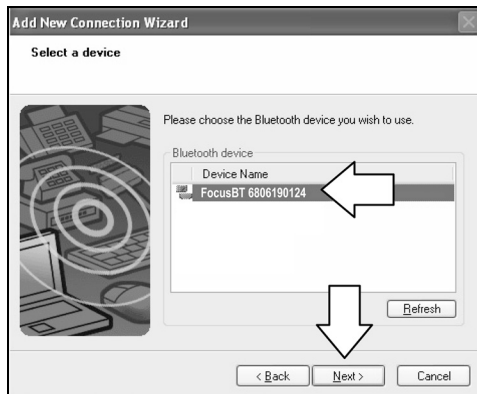 Add New Connection Wizard
Select a device
Please choose the Bluetooth device you wish to use.
Bluetooth device
Device Name
FocusBT 6806190124
Refresh
< Back Next > Cancel